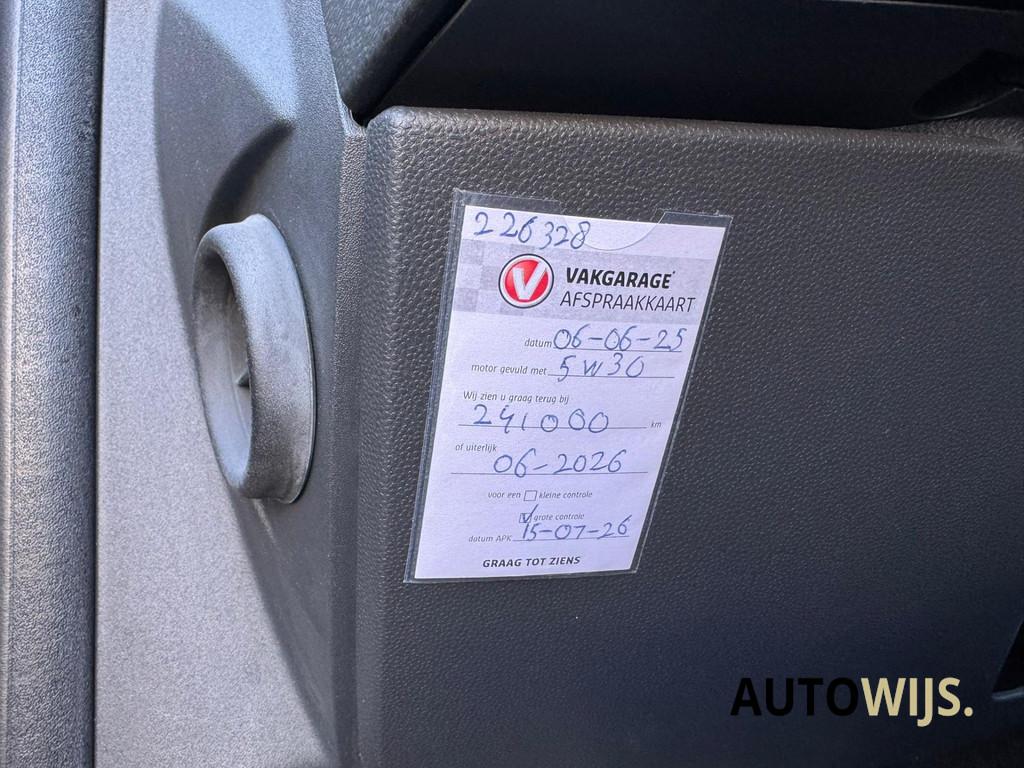 226328
V
VAKGARAGE
AFSPRAAKKAART
datum 06-06-25
motor gevuld met 5W30
Wij zien u graag terug bij
241000 km
of uiterlijk
06-2026
voor een kleine controle
grote controle
datum APK 15-07-26
GRAAG TOT ZIENS
AUTOWIJS.